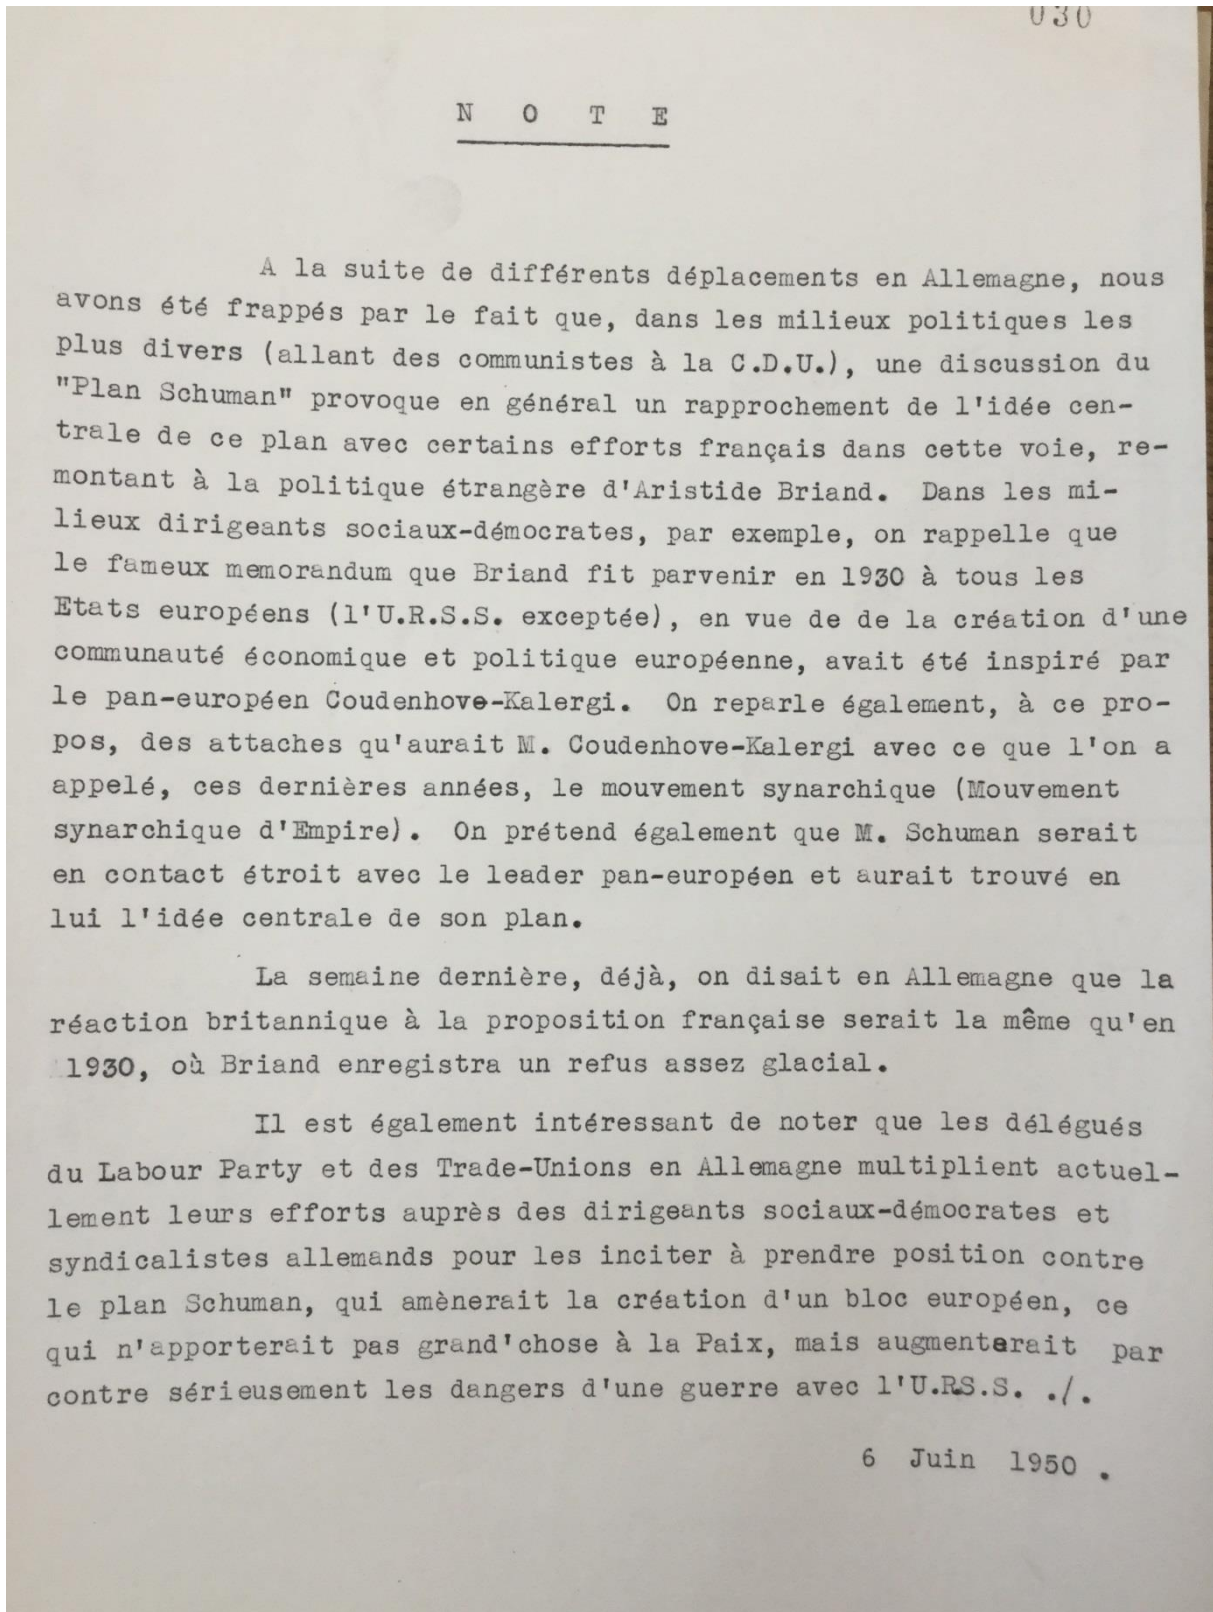 030
N O T E
A la suite de différents déplacements en Allemagne, nous
avons été frappés par le fait que, dans les milieux politiques les
plus divers (allant des communistes à la C.D.U.), une discussion du
"Plan Schuman" provoque en général un rapprochement de l'idée cen-
trale de ce plan avec certains efforts français dans cette voie, re-
montant à la politique étrangère d'Aristide Briand. Dans les mi-
lieux dirigeants sociaux-démocrates, par exemple, on rappelle que
le fameux memorandum que Briand fit parvenir en 1930 à tous les
Etats européens (l'U.R.S.S. exceptée), en vue de de la création d'une
communauté économique et politique européenne, avait été inspiré par
le pan-européen Coudenhove-Kalergi. On reparle également, à ce pro-
pos, des attaches qu'aurait M. Coudenhove-Kalergi avec ce que l'on a
appelé, ces dernières années, le mouvement synarchique (Mouvement
synarchique d'Empire). On prétend également que M. Schuman serait
en contact étroit avec le leader pan-européen et aurait trouvé en
lui l'idée centrale de son plan.
La semaine dernière, déjà, on disait en Allemagne que la
réaction britannique à la proposition française serait la même qu'en
1930, où Briand enregistra un refus assez glacial.
Il est également intéressant de noter que les délégués
du Labour Party et des Trade-Unions en Allemagne multiplient actuel-
lement leurs efforts auprès des dirigeants sociaux-démocrates et
syndicalistes allemands pour les inciter à prendre position contre
le plan Schuman, qui amènerait la création d'un bloc européen, ce
qui n'apporterait pas grand'chose à la Paix, mais augmenterait par
contre sérieusement les dangers d'une guerre avec l'U.RS.S. ./.
6 Juin 1950 .